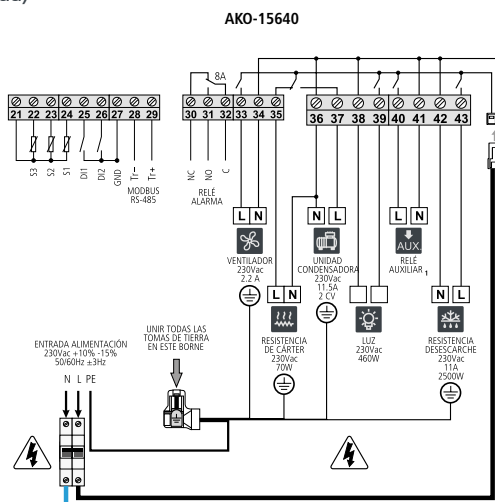 AKO-15640
8A
21 22 23 24 25 26 27 28 29
30 31 32 33 34 35
36 37 38 39 40 41 42 43
S3 S2 S1 DI1 DI2 GND Tr- Tr+
MODBUS
RS-485
NC NO C
RELÉ
ALARMA
L N
VENTILADOR
230Vac
2.2 A
N L
UNIDAD
CONDENSADORA
230Vac
11.5A
2 CV
L N
AUX.
RELÉ
AUXILIAR 1
L N
RESISTENCIA
DE CÁRTER
230Vac
70W
LUZ
230Vac
460W
N L
RESISTENCIA
DESESCARCHE
230Vac
11A
2500W
UNIR TODAS LAS
TOMAS DE TIERRA
EN ESTE BORNE
ENTRADA ALIMENTACIÓN
230Vac +10% -15%
50/60Hz ±3Hz
N L PE